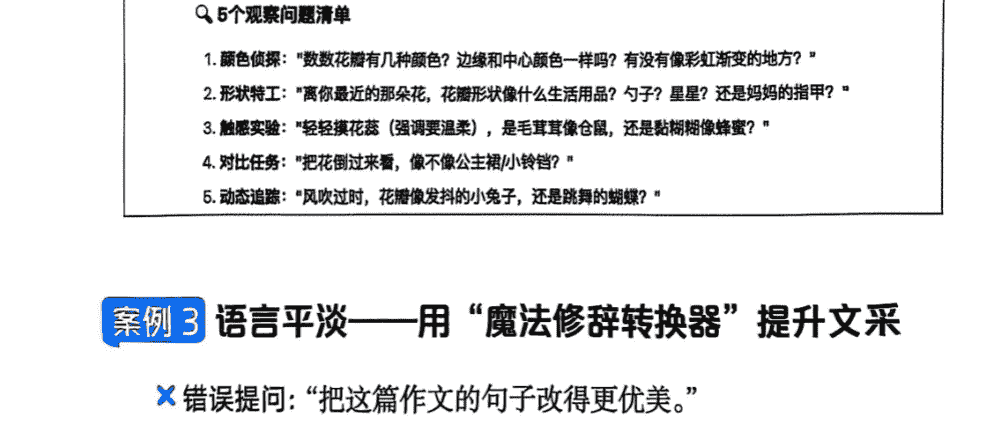 5个观察问题清单
1. 颜色侦探："数数花瓣有几种颜色？边缘和中心颜色一样吗？有没有像彩虹渐变的地方？"
2. 形状特工："离你最近的那朵花，花瓣形状像什么生活用品？勺子？星星？还是妈妈的指甲？"
3. 触感实验："轻轻摸花蕊（强调要温柔），是毛茸茸像仓鼠，还是黏糊糊像蜂蜜？"
4. 对比任务："把花倒过来看，像不像公主裙/小铃铛？"
5. 动态追踪："风吹过时，花瓣像发抖的小兔子，还是跳舞的蝴蝶？"
案例 3 语言平淡——用“魔法修辞转换器”提升文采
错误提问：“把这篇作文的句子改得更优美。”